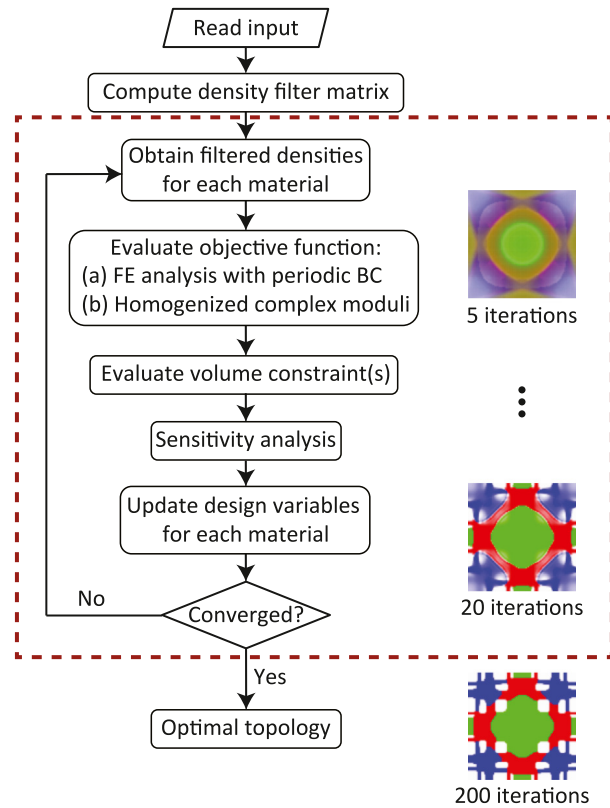 Read input
Compute density filter matrix
Obtain filtered densities
for each material
Evaluate objective function:
(a) FE analysis with periodic BC
(b) Homogenized complex moduli
5 iterations
Evaluate volume constraint(s)
Sensitivity analysis
Update design variables
for each material
No
Converged?
20 iterations
Yes
Optimal topology
200 iterations